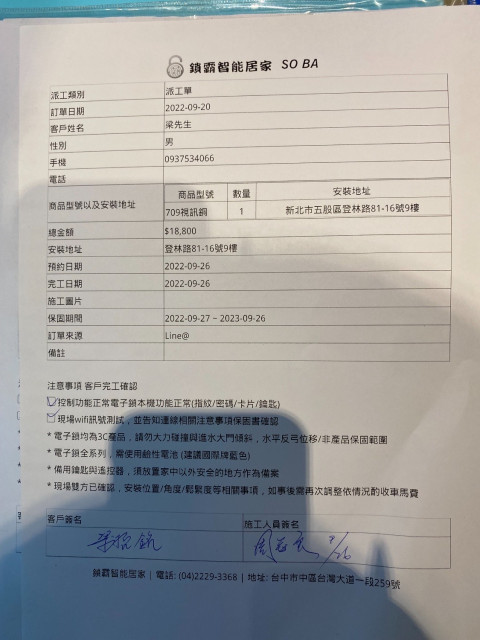 鎖霸智能居家 SO BA
派工類別 派工單
訂單日期 2022-09-20
客戶姓名 梁先生
性別 男
手機 0937534066
電話
商品型號以及安裝地址 商品型號 數量 安裝地址
709視訊銅 1 新北市五股區登林路81-16號9樓
總金額 $18,800
安裝地址 登林路81-16號9樓
預約日期 2022-09-26
完工日期 2022-09-26
施工圖片
保固期間 2022-09-27 ~ 2023-09-26
訂單來源 Line@
備註
注意事項 客戶完工確認
控制功能正常電子鎖本機功能正常(指紋/密碼/卡片/鑰匙)
現場wifi訊號測試，並告知連線相關注意事項保固書確認
* 電子鎖均為3C產品，請勿大力碰撞與進水大門傾斜，水平反弓位移/非產品保固範圍
* 電子鎖全系列，需使用鹼性電池 (建議國際牌藍色)
* 備用鑰匙與遙控器，須放置家中以外安全的地方作為備案
* 現場雙方已確認，安裝位置/角度/鬆緊度等相關事項，如事後需再次調整依情況酌收車馬費
客戶簽名 施工人員簽名
9/26
鎖霸智能居家 | 電話: (04)2229-3368 | 地址: 台中市中區台灣大道一段259號